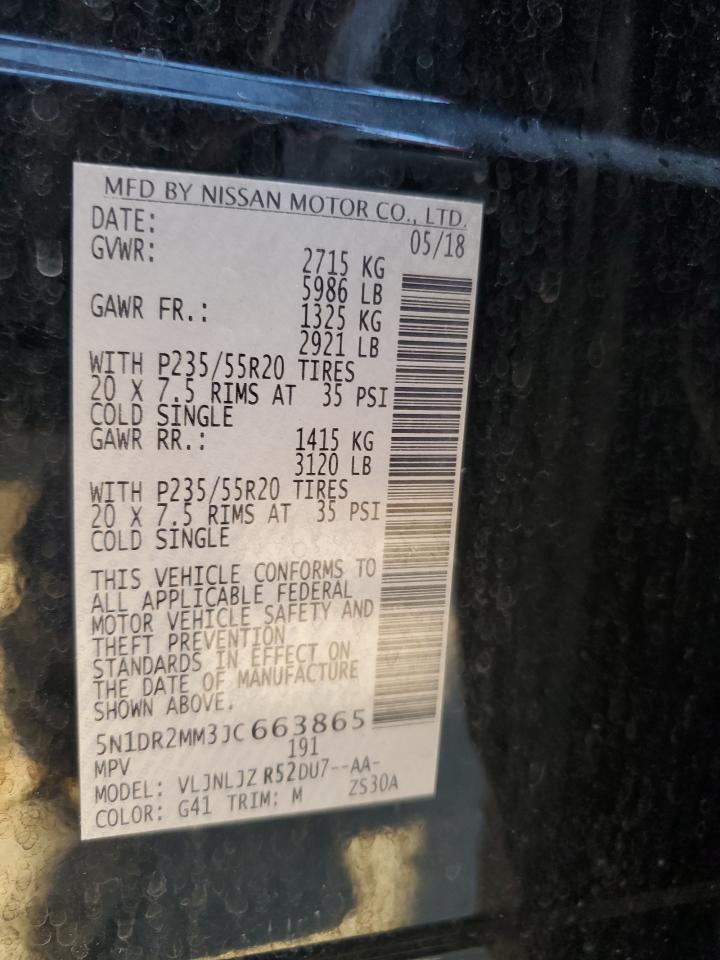 MFD BY NISSAN MOTOR CO., LTD.
DATE: 05/18
GVWR: 2715 KG
5986 LB
GAWR FR.: 1325 KG
2921 LB
WITH P235/55R20 TIRES
20 X 7.5 RIMS AT 35 PSI
COLD SINGLE
GAWR RR.: 1415 KG
3120 LB
WITH P235/55R20 TIRES
20 X 7.5 RIMS AT 35 PSI
COLD SINGLE
THIS VEHICLE CONFORMS TO
ALL APPLICABLE FEDERAL
MOTOR VEHICLE SAFETY AND
THEFT PREVENTION
STANDARDS IN EFFECT ON
THE DATE OF MANUFACTURE
SHOWN ABOVE.
5N1DR2MM3JC663865
MPV 191
MODEL: VLJNLJZ R52DU7--AA-
COLOR: G41 TRIM: M ZS30A